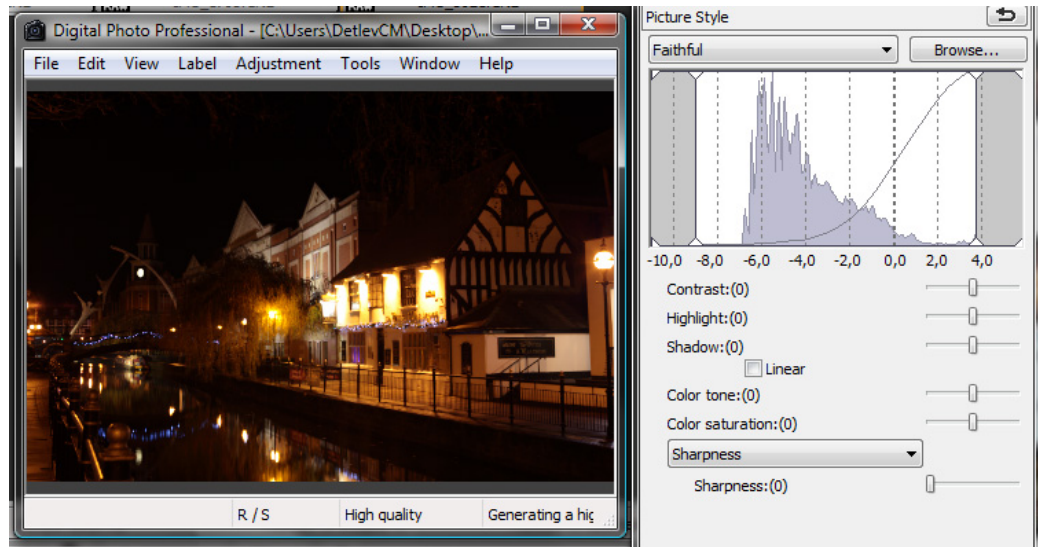 Digital Photo Professional - [C:\Users\DetlevCM\Desktop\...
File Edit View Label Adjustment Tools Window Help
R / S High quality Generating a hig
Picture Style
Faithful Browse...
-10,0 -8,0 -6,0 -4,0 -2,0 0,0 2,0 4,0
Contrast:(0)
Highlight:(0)
Shadow:(0)
Linear
Color tone:(0)
Color saturation:(0)
Sharpness
Sharpness:(0)